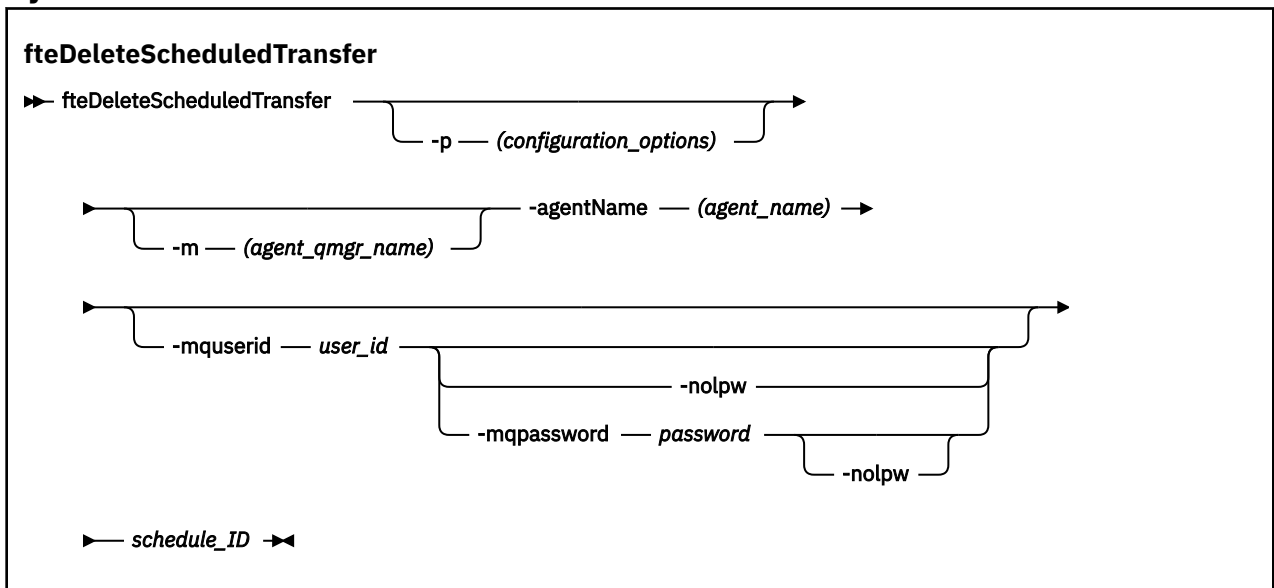 fteDeleteScheduledTransfer
fteDeleteScheduledTransfer
-p (configuration_options)
-agentName (agent_name)
-m (agent_qmgr_name)
-mquserid user_id
-nolpw
-mqpassword password
-nolpw
schedule_ID